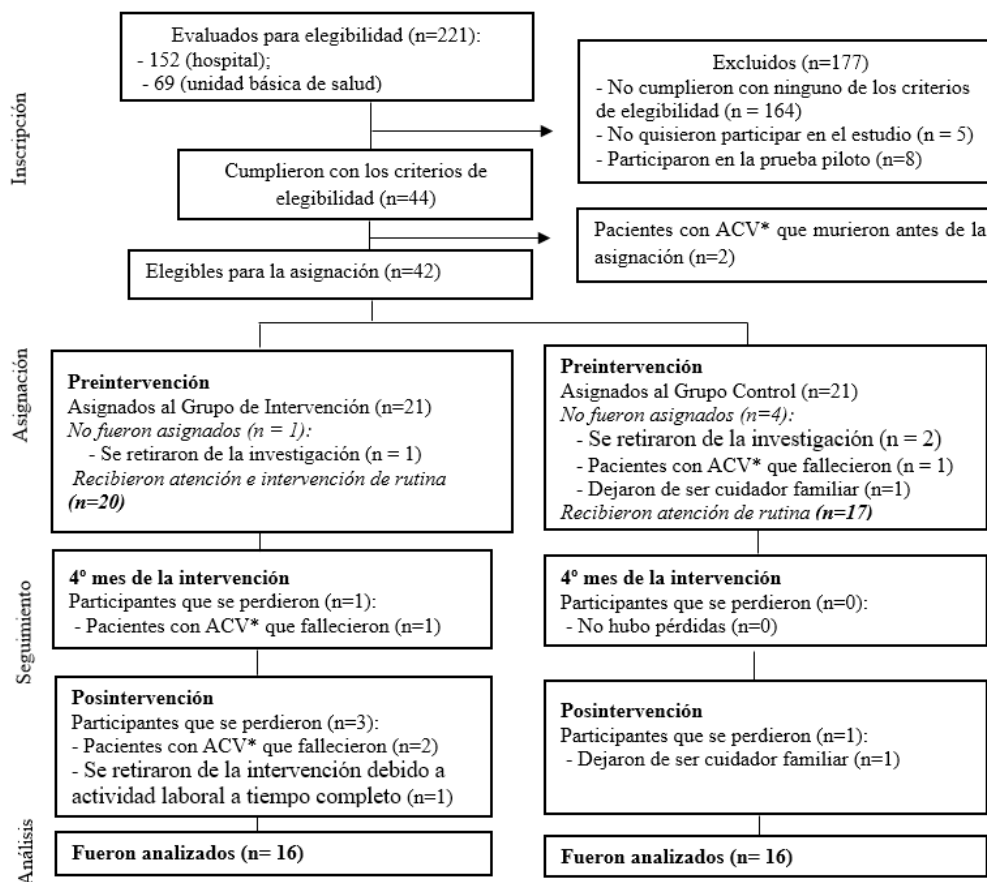 Evaluados para elegibilidad (n=221):
- 152 (hospital);
- 69 (unidad básica de salud)
Excluidos (n=177)
- No cumplieron con ninguno de los criterios
de elegibilidad (n = 164)
- No quisieron participar en el estudio (n = 5)
- Participaron en la prueba piloto (n=8)
Inscripción
Cumplieron con los criterios de
elegibilidad (n=44)
Pacientes con ACV* que murieron antes de la
asignación (n=2)
Elegibles para la asignación (n=42)
Asignación
Preintervención
Asignados al Grupo de Intervención (n=21)
No fueron asignados (n = 1):
- Se retiraron de la investigación (n = 1)
Recibieron atención e intervención de rutina
(n=20)
Preintervención
Asignados al Grupo Control (n=21)
No fueron asignados (n=4):
- Se retiraron de la investigación (n = 2)
- Pacientes con ACV* que fallecieron (n = 1)
- Dejaron de ser cuidador familiar (n=1)
Recibieron atención de rutina (n=17)
Seguimiento
4º mes de la intervención
Participantes que se perdieron (n=1):
- Pacientes con ACV* que fallecieron (n=1)
4º mes de la intervención
Participantes que se perdieron (n=0):
- No hubo pérdidas (n=0)
Posintervención
Participantes que se perdieron (n=3):
- Pacientes con ACV* que fallecieron (n=2)
- Se retiraron de la intervención debido a
actividad laboral a tiempo completo (n=1)
Posintervención
Participantes que se perdieron (n=1):
- Dejaron de ser cuidador familiar (n=1)
Análisis
Fueron analizados (n= 16)
Fueron analizados (n= 16)